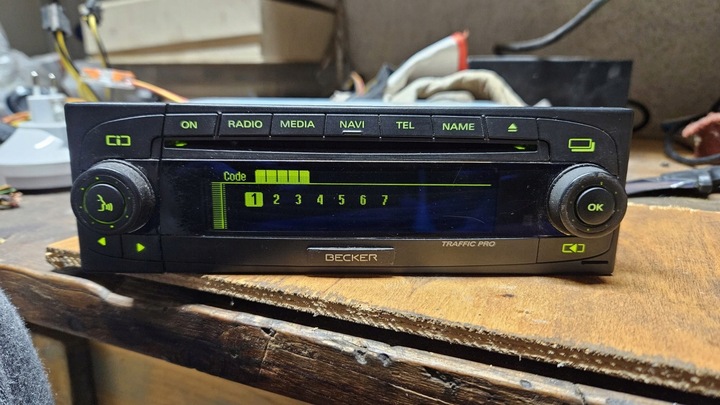 ON RADIO MEDIA NAVI TEL NAME
Code
1 2 3 4 5 6 7
OK
TRAFFIC PRO
BECKER